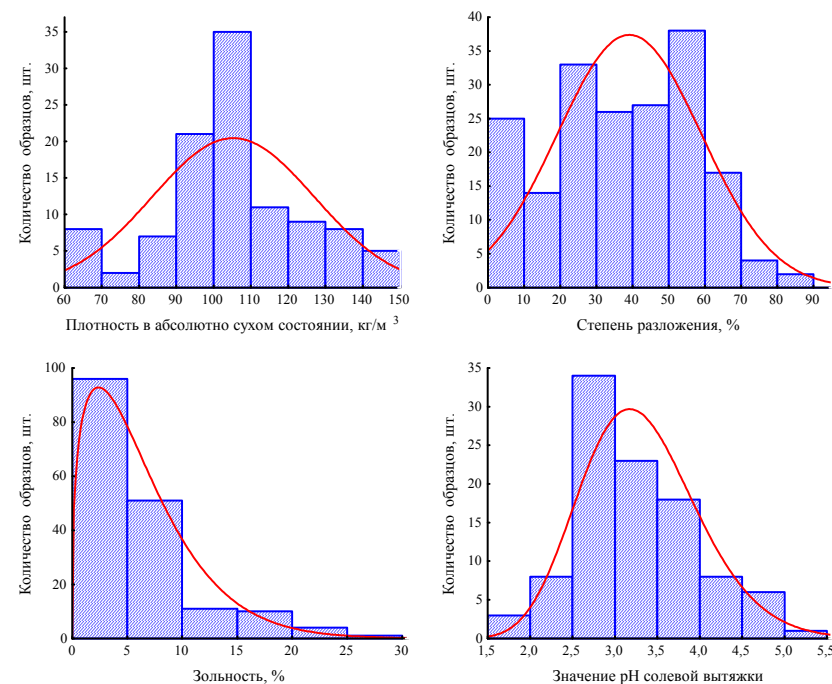 35
30
25
20
15
10
5
0
Количество образцов, шт.
60 70 80 90 100 110 120 130 140 150
Плотность в абсолютно сухом состоянии, кг/м 3
40
35
30
25
20
15
10
5
0
Количество образцов, шт.
0 10 20 30 40 50 60 70 80 90
Степень разложения, %
100
80
60
40
20
0
Количество образцов, шт.
0 5 10 15 20 25 30
Зольность, %
35
30
25
20
15
10
5
0
Количество образцов, шт.
1,5 2,0 2,5 3,0 3,5 4,0 4,5 5,0 5,5
Значение pH солевой вытяжки